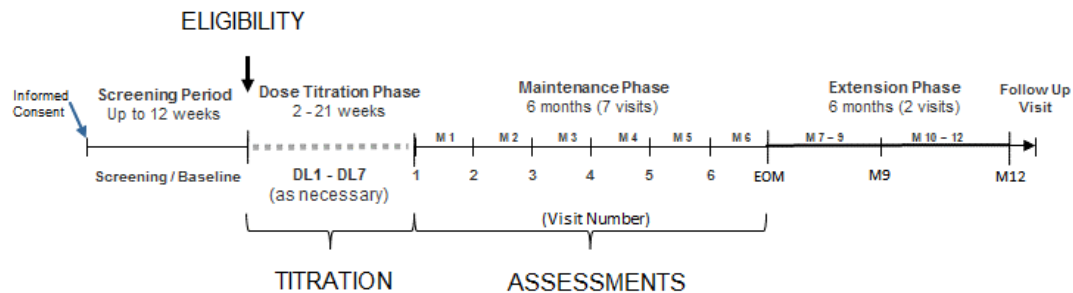 ELIGIBILITY
Informed
Consent
Screening Period
Up to 12 weeks
Dose Titration Phase
2 - 21 weeks
Maintenance Phase
6 months (7 visits)
Extension Phase
6 months (2 visits)
Follow Up
Visit
M 1 M 2 M 3 M 4 M 5 M 6 M 7 – 9 M 10 – 12
Screening / Baseline
DL1 - DL7
(as necessary)
1 2 3 4 5 6 EOM M9 M12
(Visit Number)
TITRATION
ASSESSMENTS